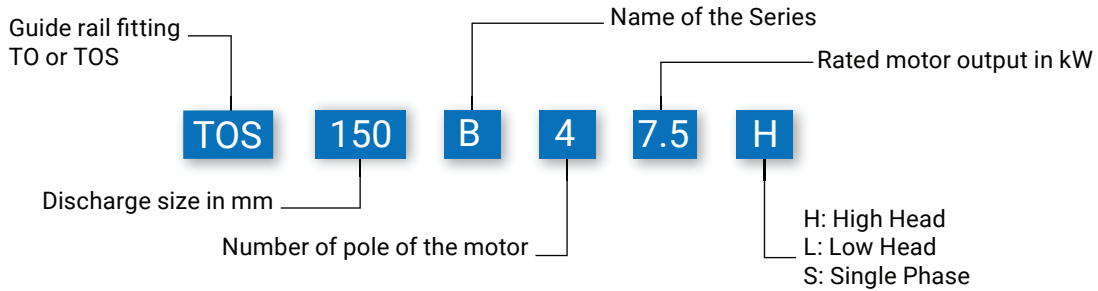 Name of the Series
Guide rail fitting
TO or TOS
Rated motor output in kW
TOS 150 B 4 7.5 H
Discharge size in mm
Number of pole of the motor
H: High Head
L: Low Head
S: Single Phase